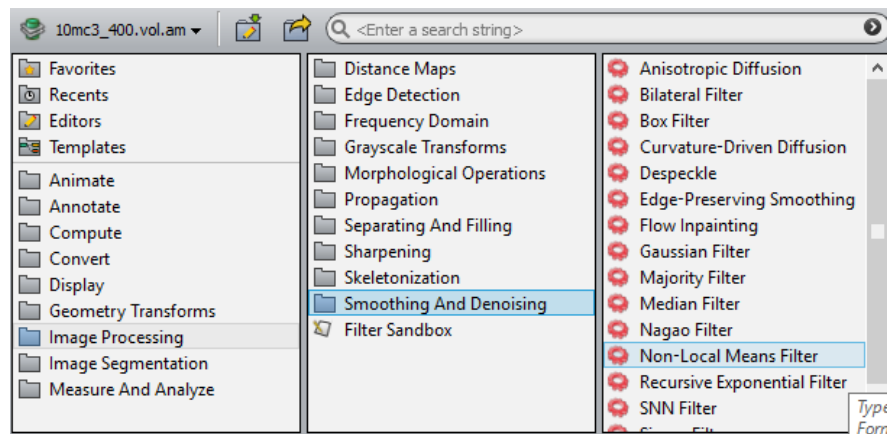 10mc3_400.vol.am
<Enter a search string>
Favorites
Recents
Editors
Templates
Animate
Annotate
Compute
Convert
Display
Geometry Transforms
Image Processing
Image Segmentation
Measure And Analyze
Distance Maps
Edge Detection
Frequency Domain
Grayscale Transforms
Morphological Operations
Propagation
Separating And Filling
Sharpening
Skeletonization
Smoothing And Denoising
Filter Sandbox
Anisotropic Diffusion
Bilateral Filter
Box Filter
Curvature-Driven Diffusion
Despeckle
Edge-Preserving Smoothing
Flow Inpainting
Gaussian Filter
Majority Filter
Median Filter
Nagao Filter
Non-Local Means Filter
Recursive Exponential Filter
SNN Filter
Type